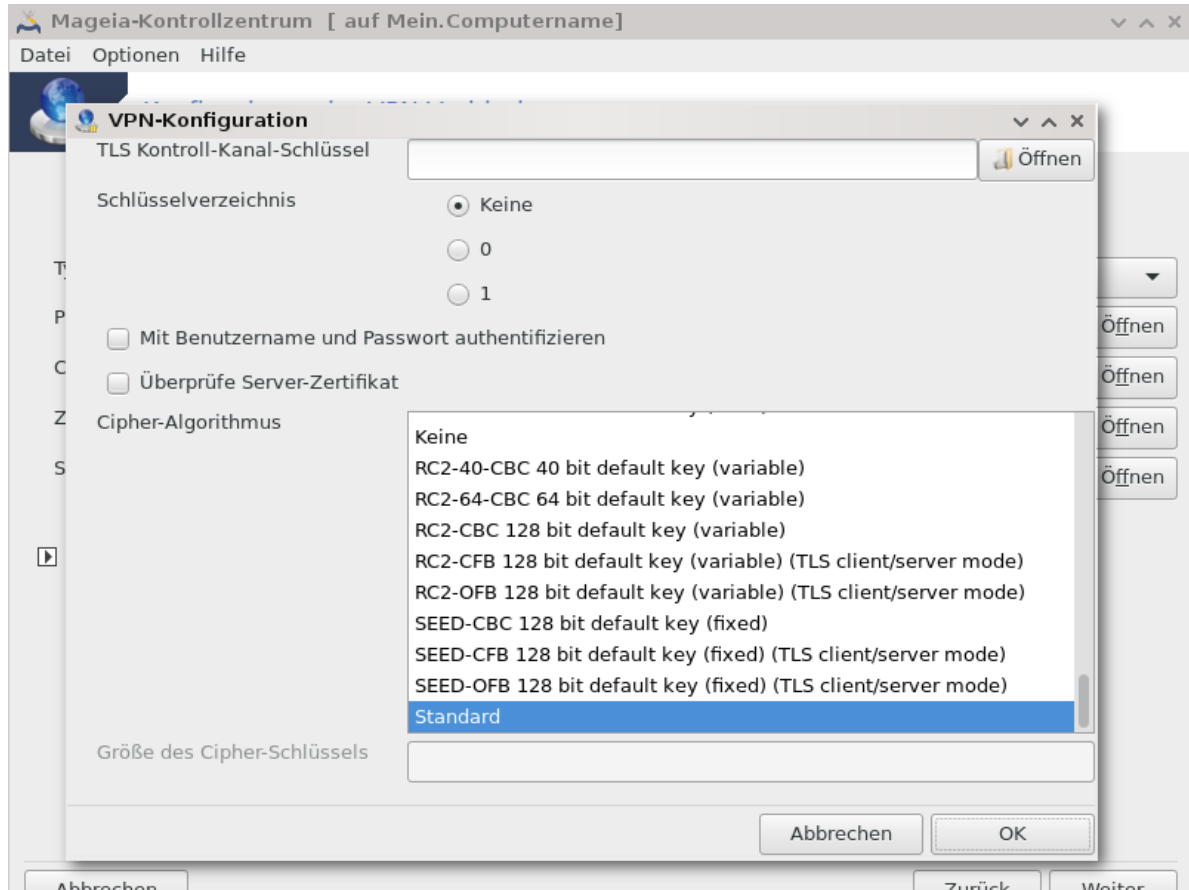 Mageia-Kontrollzentrum [ auf Mein.Computername]
Datei Optionen Hilfe
VPN-Konfiguration
TLS Kontroll-Kanal-Schlüssel
Öffnen
Schlüsselverzeichnis
Keine
0
1
Mit Benutzername und Passwort authentifizieren
Überprüfe Server-Zertifikat
Cipher-Algorithmus
Keine
RC2-40-CBC 40 bit default key (variable)
RC2-64-CBC 64 bit default key (variable)
RC2-CBC 128 bit default key (variable)
RC2-CFB 128 bit default key (variable) (TLS client/server mode)
RC2-OFB 128 bit default key (variable) (TLS client/server mode)
SEED-CBC 128 bit default key (fixed)
SEED-CFB 128 bit default key (fixed) (TLS client/server mode)
SEED-OFB 128 bit default key (fixed) (TLS client/server mode)
Standard
Größe des Cipher-Schlüssels
Abbrechen OK
Öffnen
Öffnen
Öffnen
Öffnen
Abbrechen Zurück Weiter